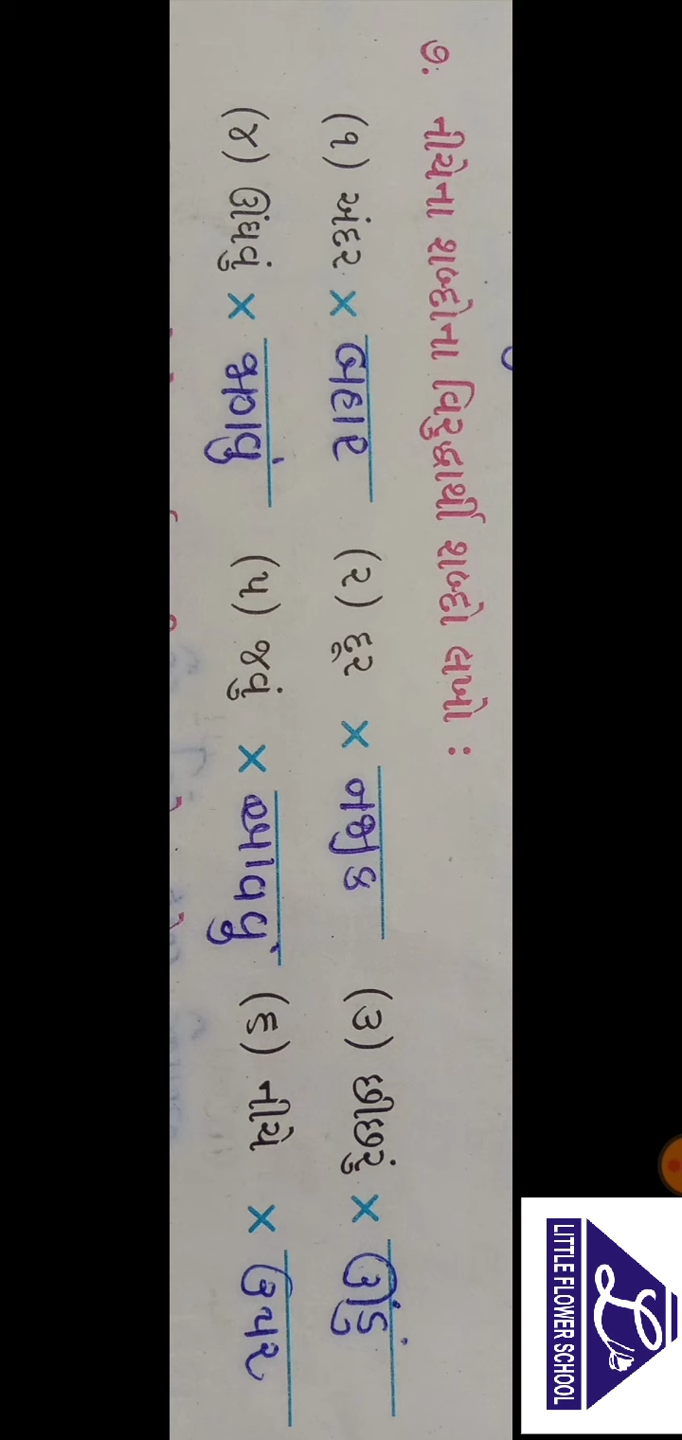 ૭. નીચેના શબ્દોના વિરુદ્ધાર્થી શબ્દો લખો :
(૧) અંદર × બહાર (૨) દૂર × નજીક (૩) છીછરું × ઊંડું
(૪) ઊંઘવું × જાગવું (૫) જવું × આવવું (૬) નીચે × ઉપર
LITTLE FLOWER SCHOOL